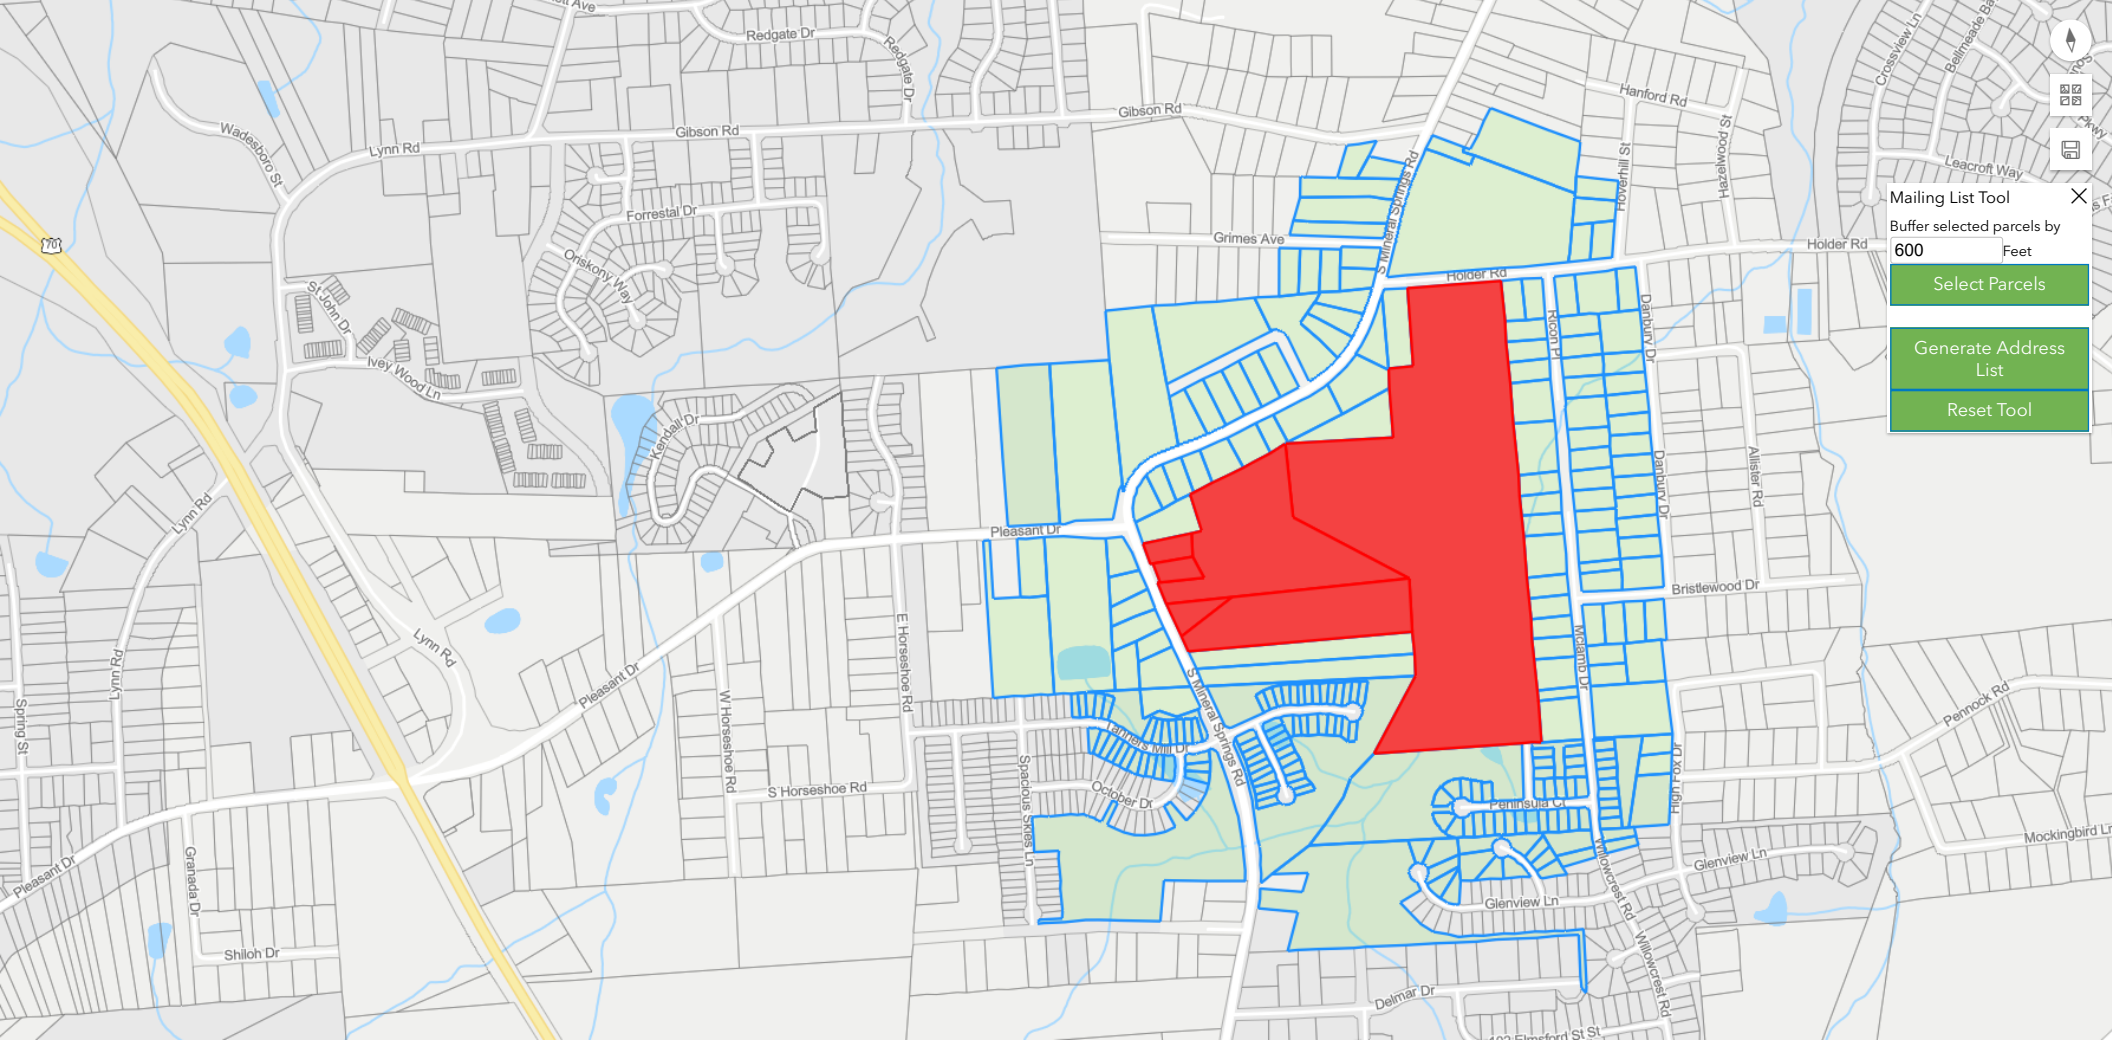 Redgate Dr
Redgate Dr
Crossview Ln
Gibson Rd
Gibson Rd
Hanford Rd
Wadesboro St
Lynn Rd
Hoverhill St
Hazelwood St
Leacroft Way
S Mineral Springs Rd
Forrestal Dr
Grimes Ave
Holder Rd
Holder Rd
70
Oriskony Way
St John Dr
Ivey Wood Ln
Ricon Pl
Danbury Dr
Kendall Dr
Danbury Dr
Allister Rd
Lynn Rd
Pleasant Dr
Bristlewood Dr
Lynn Rd
Lynn Rd
E Horseshoe Rd
Mclamb Dr
Pleasant Dr
W Horseshoe Rd
S Mineral Springs Rd
Pennock Rd
Spring St
Tanners Mill Dr
High Fox Dr
S Horseshoe Rd
Spacious Skies Ln
October Dr
Peninsula Ct
Mockingbird Ln
Pleasant Dr
Granada Dr
Willowcrest Rd
Glenview Ln
Glenview Ln
Shiloh Dr
Willowcrest Rd
Delmar Dr
Mailing List Tool
Buffer selected parcels by
600 Feet
Select Parcels
Generate Address
List
Reset Tool